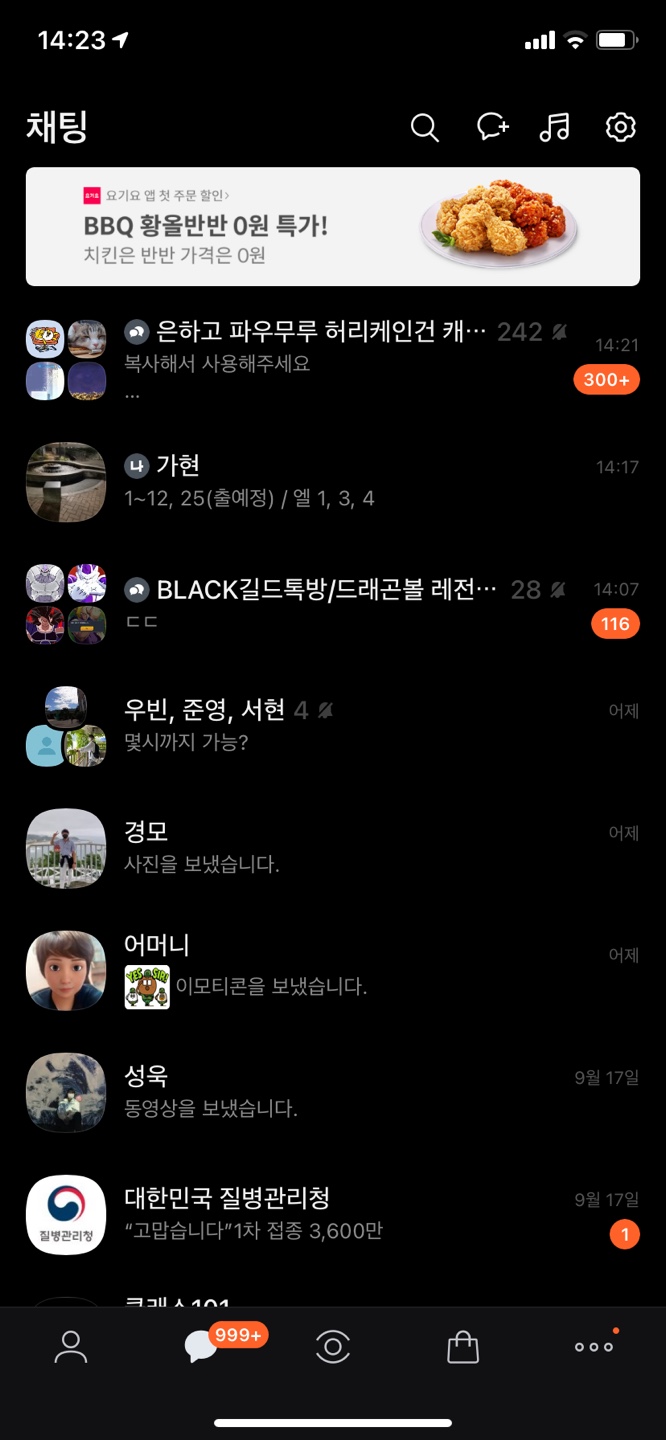 14:23
채팅
요기요 요기요 앱 첫 주문 할인>
BBQ 황올반반 0원 특가!
치킨은 반반 가격은 0원
은하고 파우무루 허리케인건 캐… 242
14:21
복사해서 사용해주세요
...
300+
나 가현
14:17
1~12, 25(출예정) / 엘 1, 3, 4
BLACK길드톡방/드래곤볼 레전… 28
14:07
ㄷㄷ
116
우빈, 준영, 서현 4
어제
몇시까지 가능?
경모
어제
사진을 보냈습니다.
어머니
어제
YES SIR!
이모티콘을 보냈습니다.
성욱
9월 17일
동영상을 보냈습니다.
대한민국 질병관리청
9월 17일
질병관리청
“고맙습니다”1차 접종 3,600만
1
999+